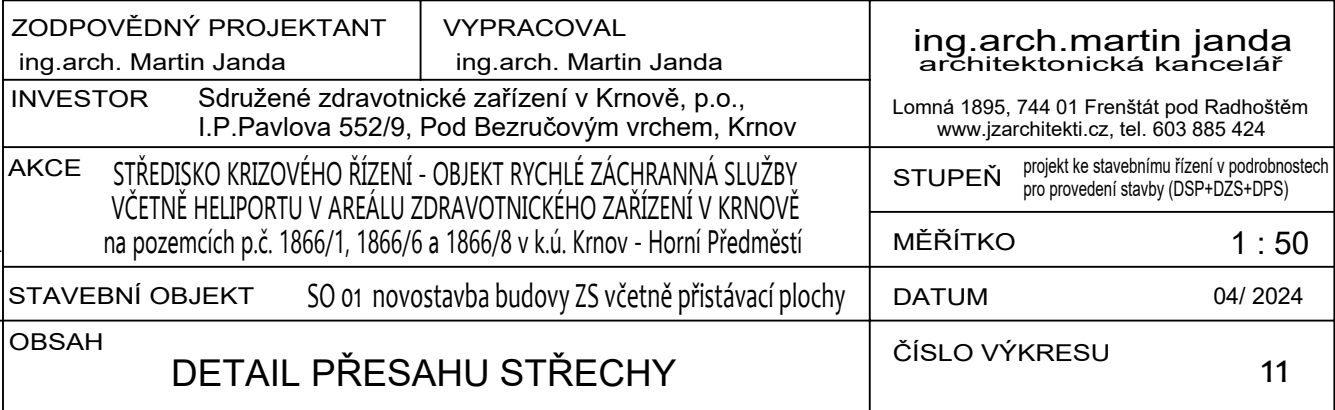 ZODPOVĚDNÝ PROJEKTANT
ing.arch. Martin Janda
VYPRACOVAL
ing.arch. Martin Janda
ing.arch.martin janda
architektonická kancelář
Lomná 1895, 744 01 Frenštát pod Radhoštěm
www.jzarchitekti.cz, tel. 603 885 424
INVESTOR Sdružené zdravotnické zařízení v Krnově, p.o.,
I.P.Pavlova 552/9, Pod Bezručovým vrchem, Krnov
AKCE STŘEDISKO KRIZOVÉHO ŘÍZENÍ - OBJEKT RYCHLÉ ZÁCHRANNÁ SLUŽBY
VČETNĚ HELIPORTU V AREÁLU ZDRAVOTNICKÉHO ZAŘÍZENÍ V KRNOVĚ
na pozemcích p.č. 1866/1, 1866/6 a 1866/8 v k.ú. Krnov - Horní Předměstí
STUPEŇ projekt ke stavebnímu řízení v podrobnostech
pro provedení stavby (DSP+DZS+DPS)
MĚŘÍTKO 1 : 50
STAVEBNÍ OBJEKT SO 01 novostavba budovy ZS včetně přistávací plochy
DATUM 04/ 2024
OBSAH
DETAIL PŘESAHU STŘECHY
ČÍSLO VÝKRESU 11